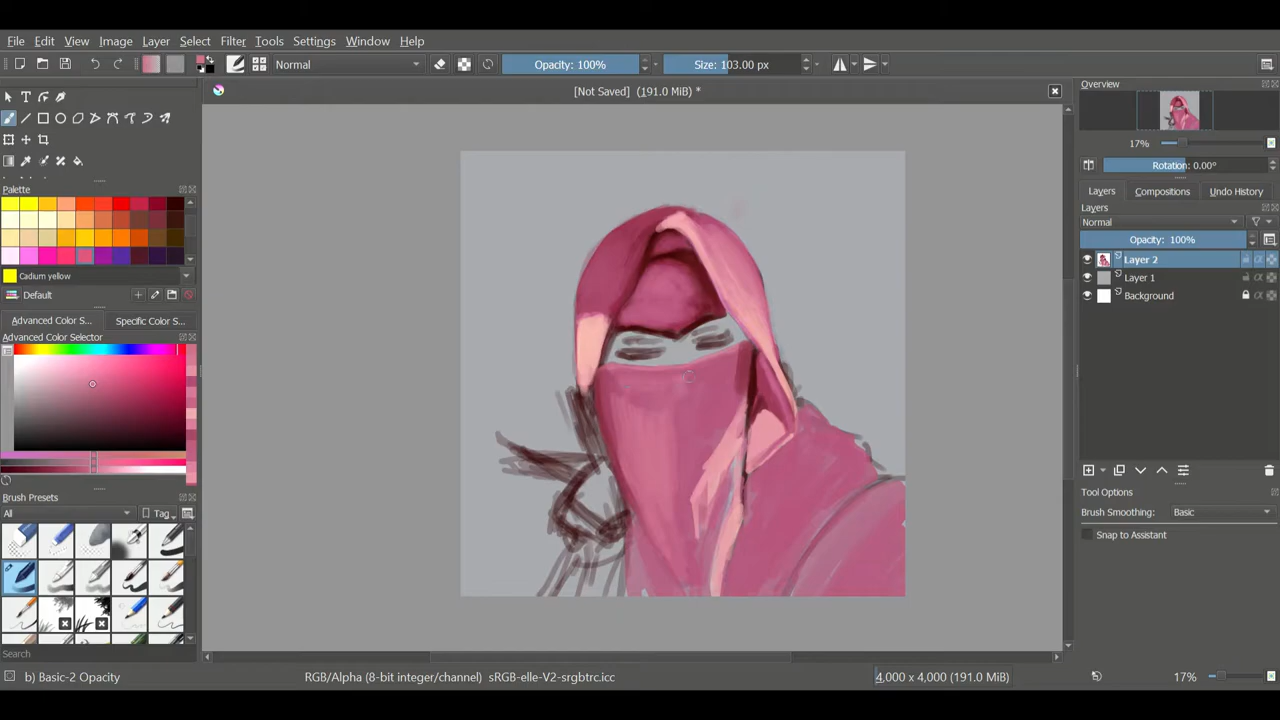 File Edit View Image Layer Select Filter Tools Settings Window Help
Normal Opacity: 100% Size: 103.00 px
[Not Saved] (191.0 MiB) *
Overview
17%
Rotation: 0.00°
Palette
Layers Compositions Undo History
Layers
Normal
Opacity: 100%
Layer 2
Layer 1
Background
Cadium yellow
Default
Advanced Color S... Specific Color S...
Advanced Color Selector
Brush Presets
All Tag
Search
Tool Options
Brush Smoothing: Basic
Snap to Assistant
b) Basic-2 Opacity RGB/Alpha (8-bit integer/channel) sRGB-elle-V2-srgbtrc.icc 4,000 x 4,000 (191.0 MiB) 17%